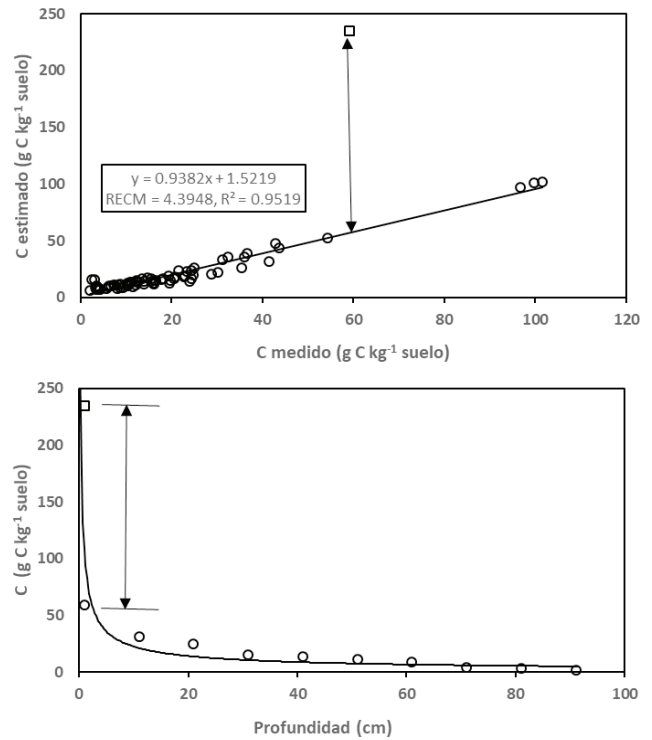 250
200
150
100
50
0
C estimado (g C kg⁻¹ suelo)
y = 0.9382x + 1.5219
RECM = 4.3948, R² = 0.9519
0 20 40 60 80 100 120
C medido (g C kg⁻¹ suelo)
250
200
150
100
50
0
C (g C kg⁻¹ suelo)
0 20 40 60 80 100
Profundidad (cm)